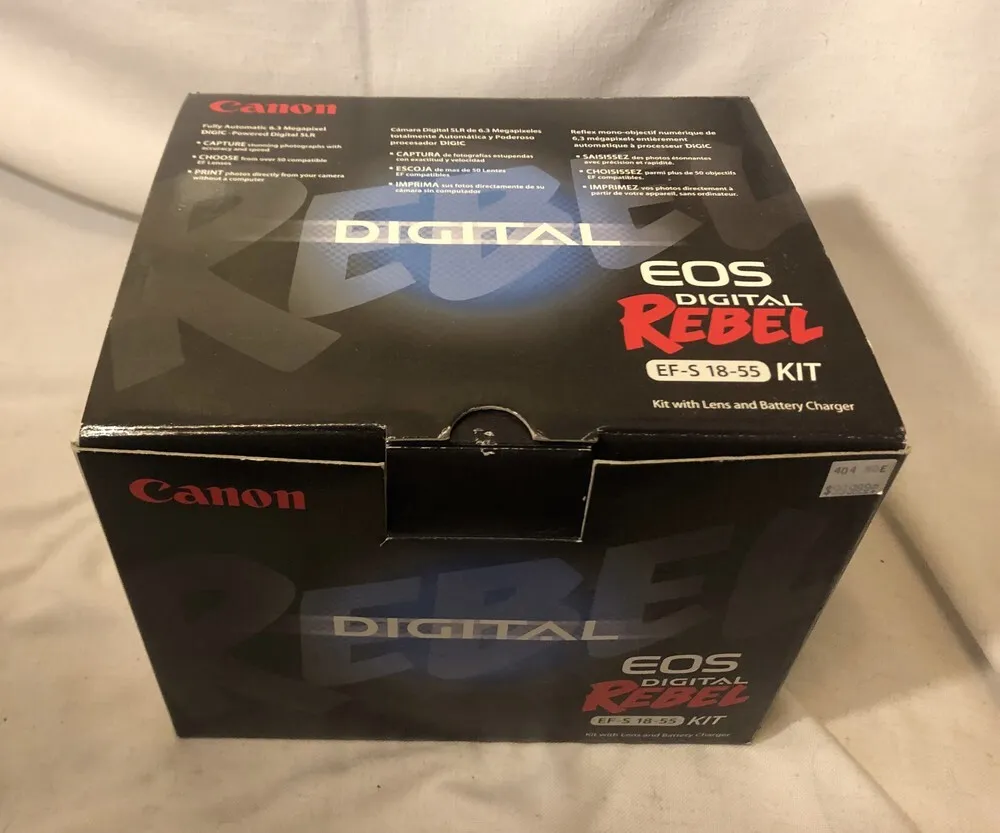 Canon
Fully Automatic 6.3 Megapixel
DIGIC-Powered Digital SLR
• CAPTURE stunning photographs with
accuracy and speed
• CHOOSE from over 50 compatible
EF Lenses
• PRINT photos directly from your camera
without a computer
Cámara Digital SLR de 6.3 Megapixeles
totalmente Automática y Poderoso
procesador DIGIC
• CAPTURA de fotografías estupendas
con exactitud y velocidad
• ESCOJA de mas de 50 Lentes
EF compatibles
• IMPRIMA sus fotos directamente de su
cámara sin computador
Reflex mono-objectif numérique de
6,3 mégapixels entièrement
automatique à processeur DIGIC
• SAISISSEZ des photos étonnantes
avec précision et rapidité.
• CHOISISSEZ parmi plus de 50 objectifs
EF compatibles.
• IMPRIMEZ vos photos directement à
partir de votre appareil, sans ordinateur.
REBEL
DIGITAL
EOS
DIGITAL
REBEL
EF-S 18-55 KIT
Kit with Lens and Battery Charger
Canon
404
REBEL
DIGITAL
EOS
DIGITAL
REBEL
EF-S 18-55 KIT
Kit with Lens and Battery Charger